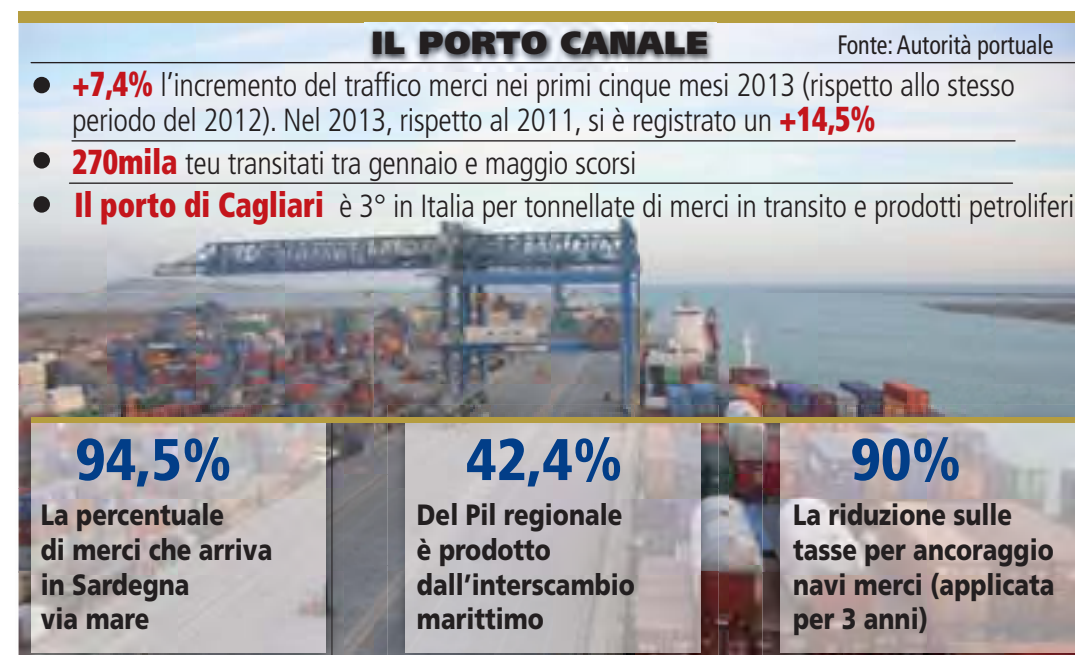 IL PORTO CANALE
Fonte: Autorità portuale
+7,4% l'incremento del traffico merci nei primi cinque mesi 2013 (rispetto allo stesso
periodo del 2012). Nel 2013, rispetto al 2011, si è registrato un +14,5%
270mila teu transitati tra gennaio e maggio scorsi
Il porto di Cagliari è 3° in Italia per tonnellate di merci in transito e prodotti petroliferi
94,5%
La percentuale
di merci che arriva
in Sardegna
via mare
42,4%
Del Pil regionale
è prodotto
dall'interscambio
marittimo
90%
La riduzione sulle
tasse per ancoraggio
navi merci (applicata
per 3 anni)